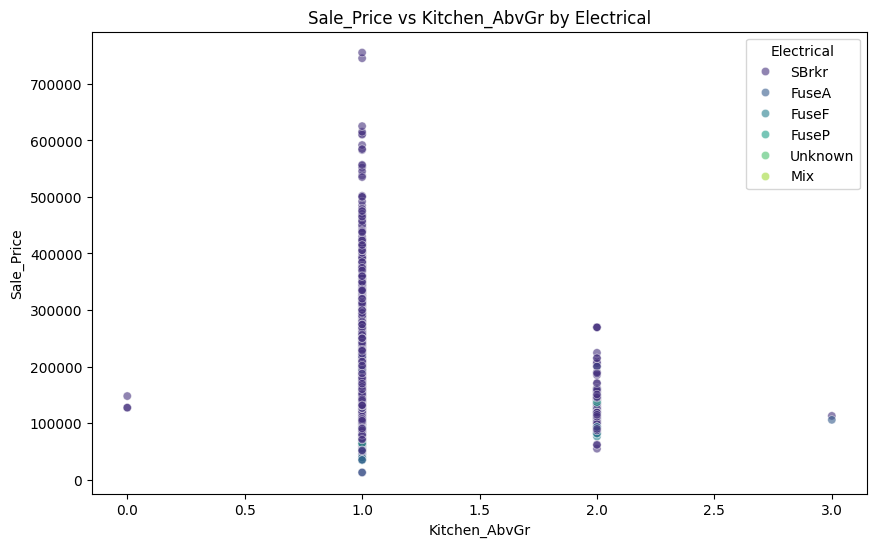 Sale_Price vs Kitchen_AbvGr by Electrical
Electrical
SBrkr
FuseA
FuseF
FuseP
Unknown
Mix
Sale_Price
700000
600000
500000
400000
300000
200000
100000
0
0.0 0.5 1.0 1.5 2.0 2.5 3.0
Kitchen_AbvGr